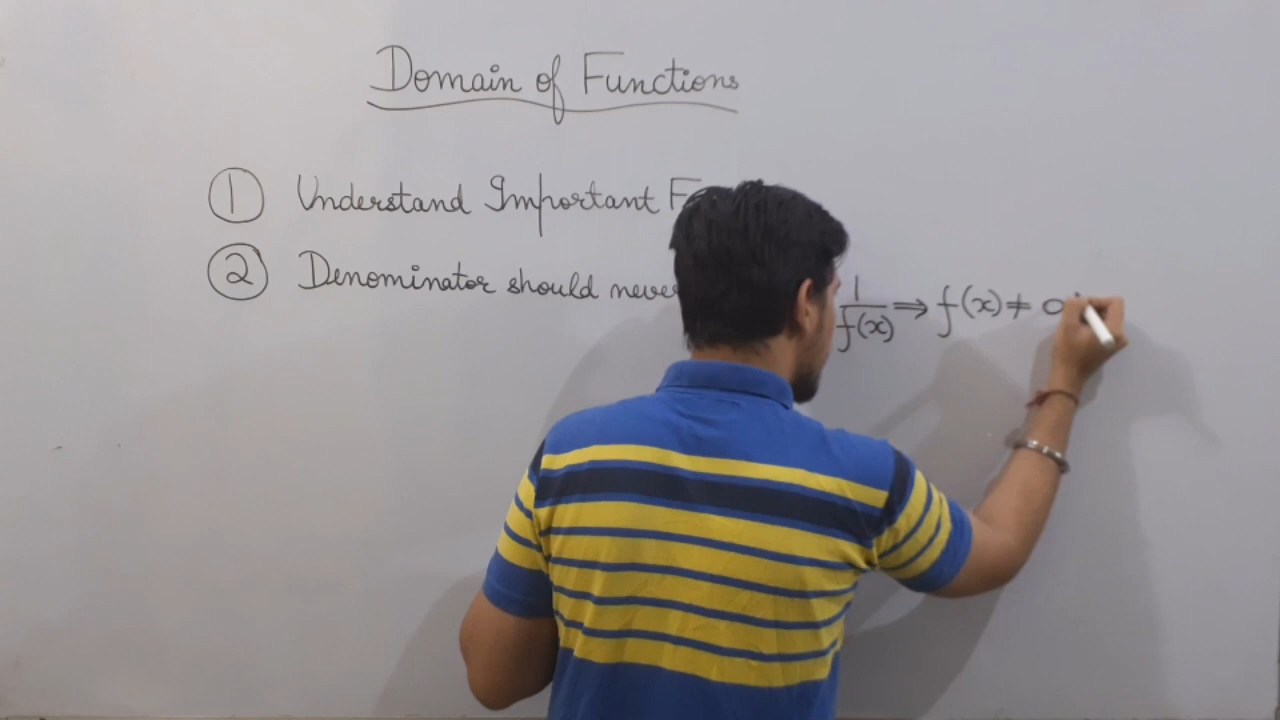 Domain of Functions
① Understand Important F
② Denominator should never 1/f(x) ⇒ f(x) ≠ 0